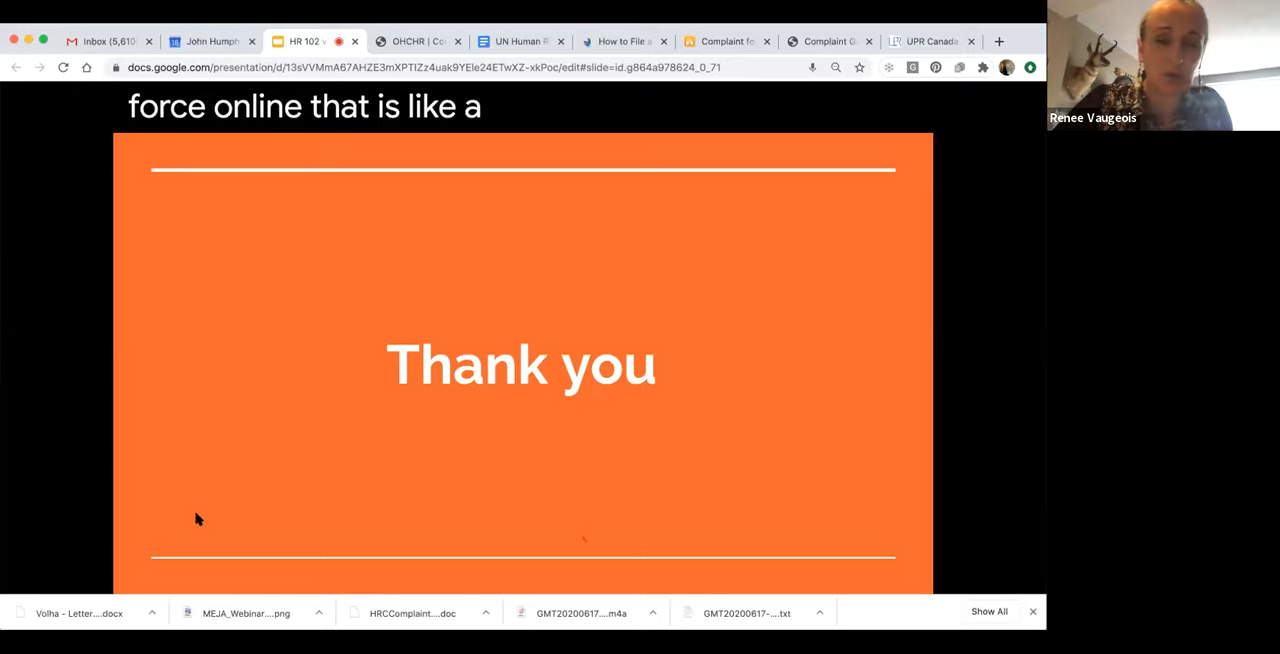 Inbox (5,610
John Humph
HR 102 v
OHCHR | Co
UN Human R
How to File a
Complaint fo
Complaint G
UPR Canada
docs.google.com/presentation/d/13sVVMmA67AHZE3mXPTIZz4uak9YEle24ETwXZ-xkPoc/edit#slide=id.g864a978624_0_71
Renee Vaugeois
force online that is like a
Thank you
Volha - Letter....docx
MEJA_Webinar....png
HRCComplaint....doc
GMT20200617....m4a
GMT20200617-....txt
Show All